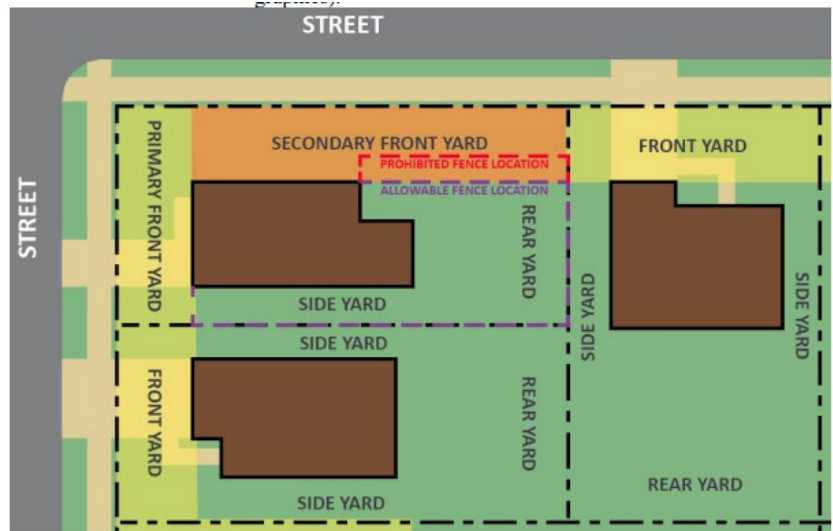 graphed).
STREET
STREET
PRIMARY FRONT YARD
SECONDARY FRONT YARD
PROHIBITED FENCE LOCATION
ALLOWABLE FENCE LOCATION
FRONT YARD
REAR YARD
SIDE YARD
SIDE YARD
SIDE YARD
SIDE YARD
FRONT YARD
REAR YARD
SIDE YARD
REAR YARD